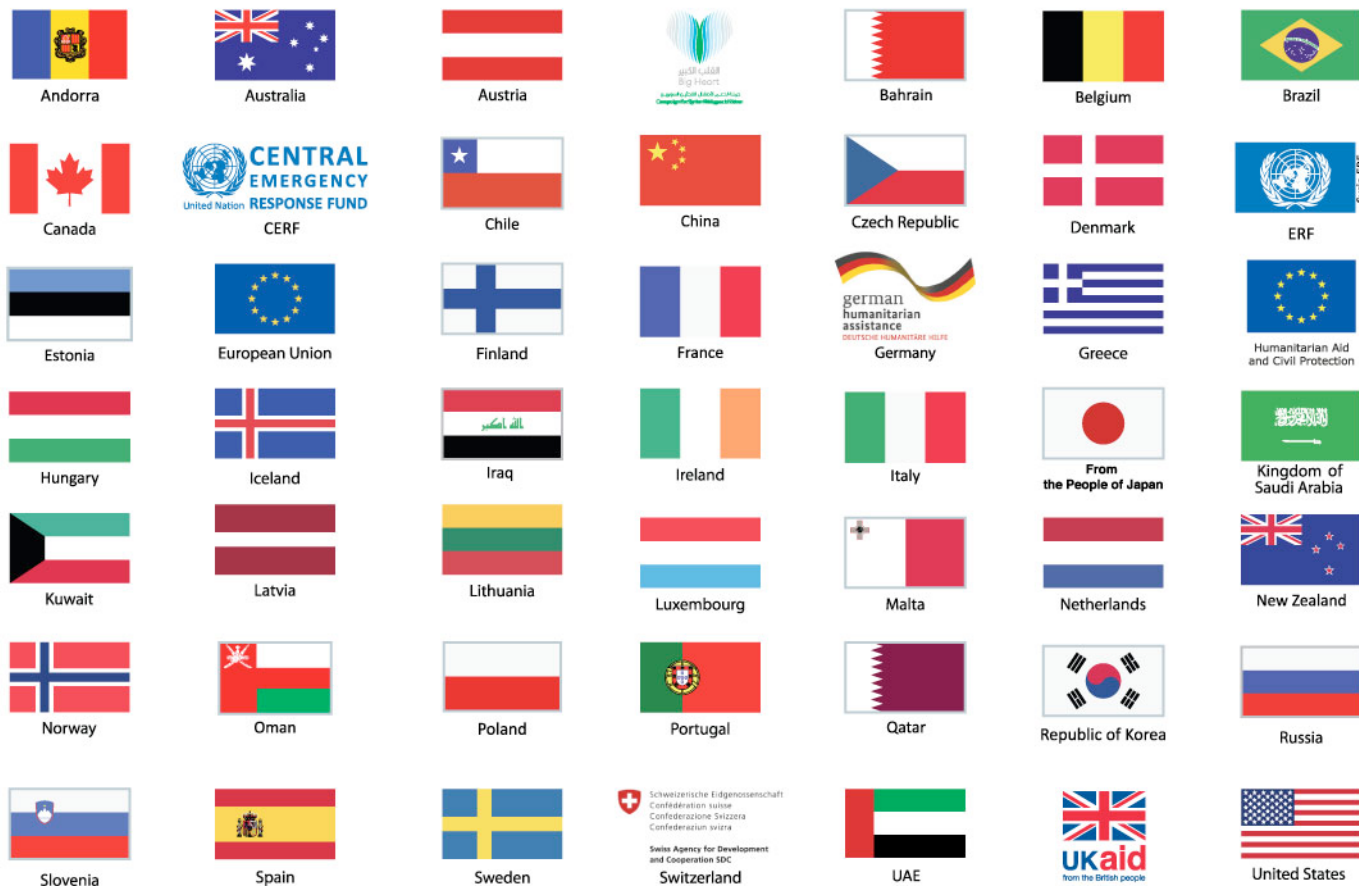 Andorra
Australia
Austria
القلب الكبير
Big Heart
Bahrain
Belgium
Brazil
Canada
United Nation
CENTRAL
EMERGENCY
RESPONSE FUND
CERF
Chile
China
Czech Republic
Denmark
ERF
Estonia
European Union
Finland
France
german
humanitarian
assistance
DEUTSCHE HUMANITÄRE HILFE
Germany
Greece
Humanitarian Aid
and Civil Protection
Hungary
Iceland
الله اكبر
Iraq
Ireland
Italy
From
the People of Japan
Kingdom of
Saudi Arabia
Kuwait
Latvia
Lithuania
Luxembourg
Malta
Netherlands
New Zealand
Norway
Oman
Poland
Portugal
Qatar
Republic of Korea
Russia
Slovenia
Spain
Sweden
Schweizerische Eidgenossenschaft
Confédération suisse
Confederazione Svizzera
Confederaziun svizra
Swiss Agency for Development
and Cooperation SDC
Switzerland
UAE
UKaid
from the British people
United States